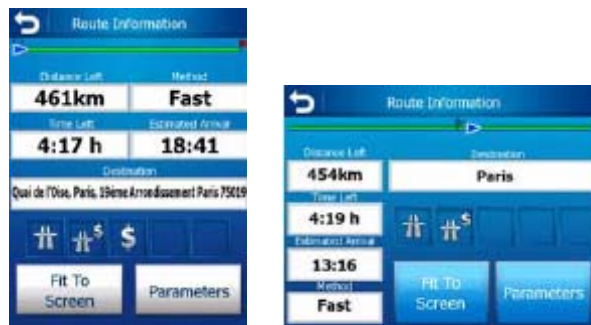 Route Information
Distance Left
Method
461km
Fast
Time Left
Estimated Arrival
4:17 h
18:41
Destination
Quai de l'Oise, Paris, 19ème Arrondissement Paris 75019
$
$
Fit To
Screen
Parameters
Route Information
Distance Left
Destination
454km
Paris
Time Left
4:19 h
$
Estimated Arrival
13:16
Method
Fast
Fit To
Screen
Parameters